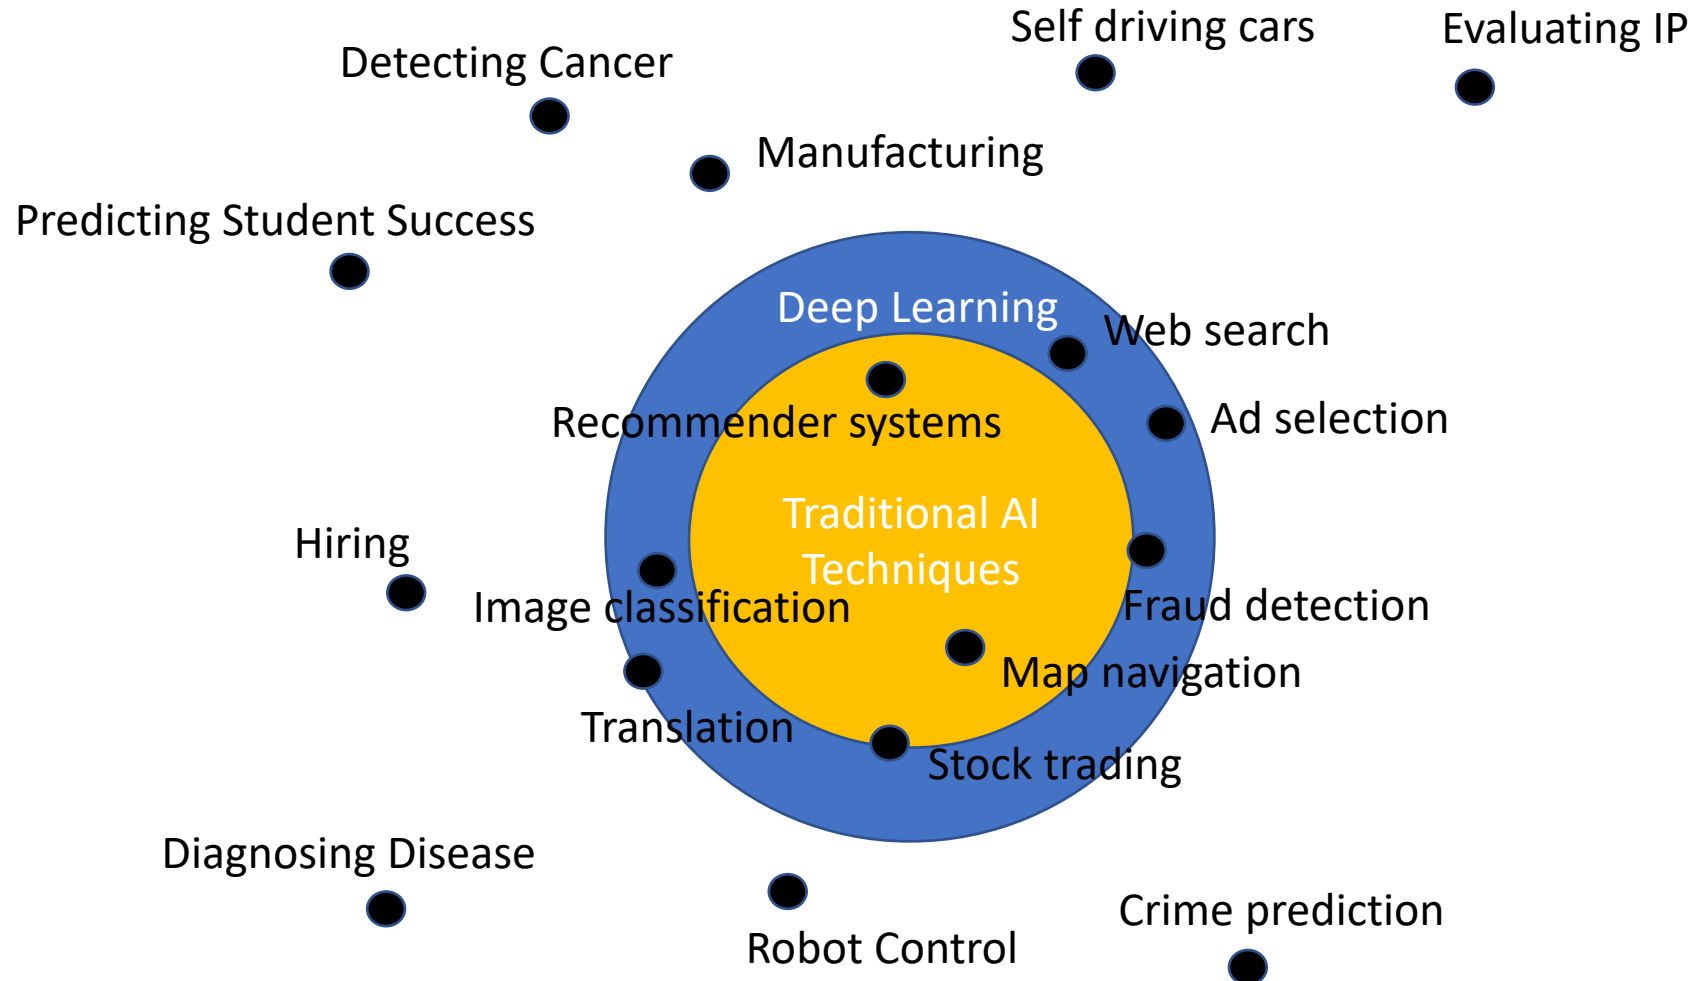 Self driving cars
Evaluating IP
Detecting Cancer
Manufacturing
Predicting Student Success
Deep Learning
Web search
Recommender systems
Ad selection
Traditional AI
Techniques
Hiring
Image classification
Fraud detection
Map navigation
Translation
Stock trading
Diagnosing Disease
Crime prediction
Robot Control